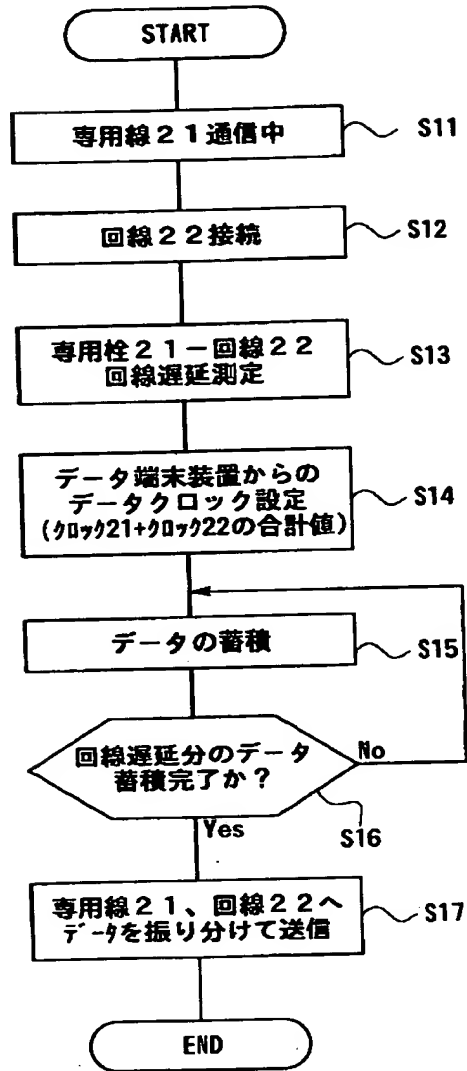 START
専用線21通信中
S11
回線22接続
S12
専用栓21－回線22
回線遅延測定
S13
データ端末装置からの
データクロック設定
(ｸﾛｯｸ21+ｸﾛｯｸ22の合計値)
S14
データの蓄積
S15
回線遅延分のデータ
蓄積完了か？
No
Yes
S16
専用線21、回線22へ
ﾃﾞｰﾀを振り分けて送信
S17
END